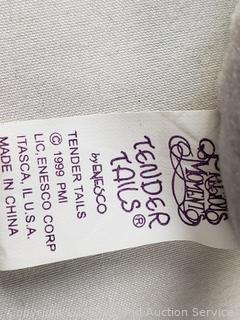 Precious Moments
TENDER
TAILS®
by ENESCO
TENDER TAILS
© 1999 PMI
LIC, ENESCO CORP
ITASCA, IL U.S.A.
MADE IN CHINA